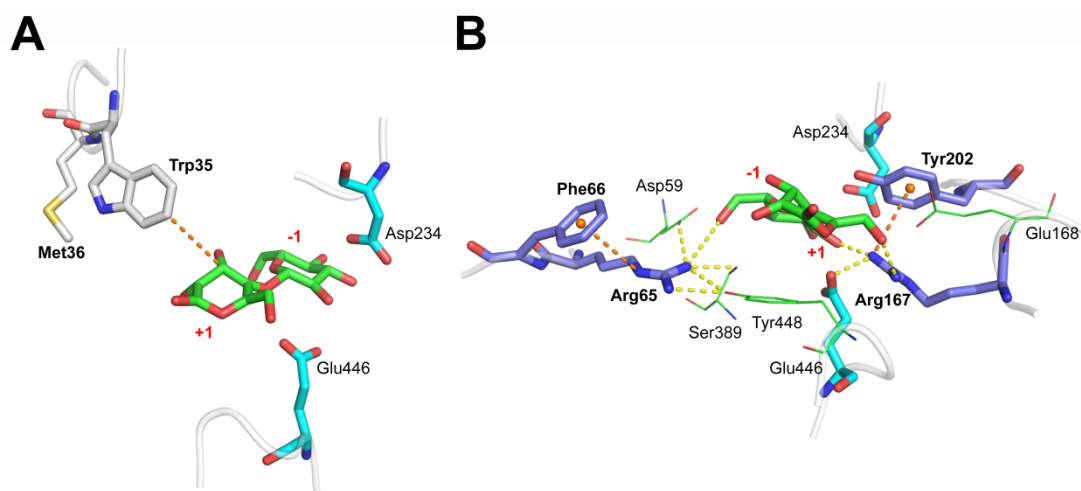 A
Trp35
Met36
-1
Asp234
+1
Glu446
B
Asp234
Tyr202
-1
Phe66
Asp59
Glu168
+1
Arg65
Arg167
Ser389
Tyr448
Glu446